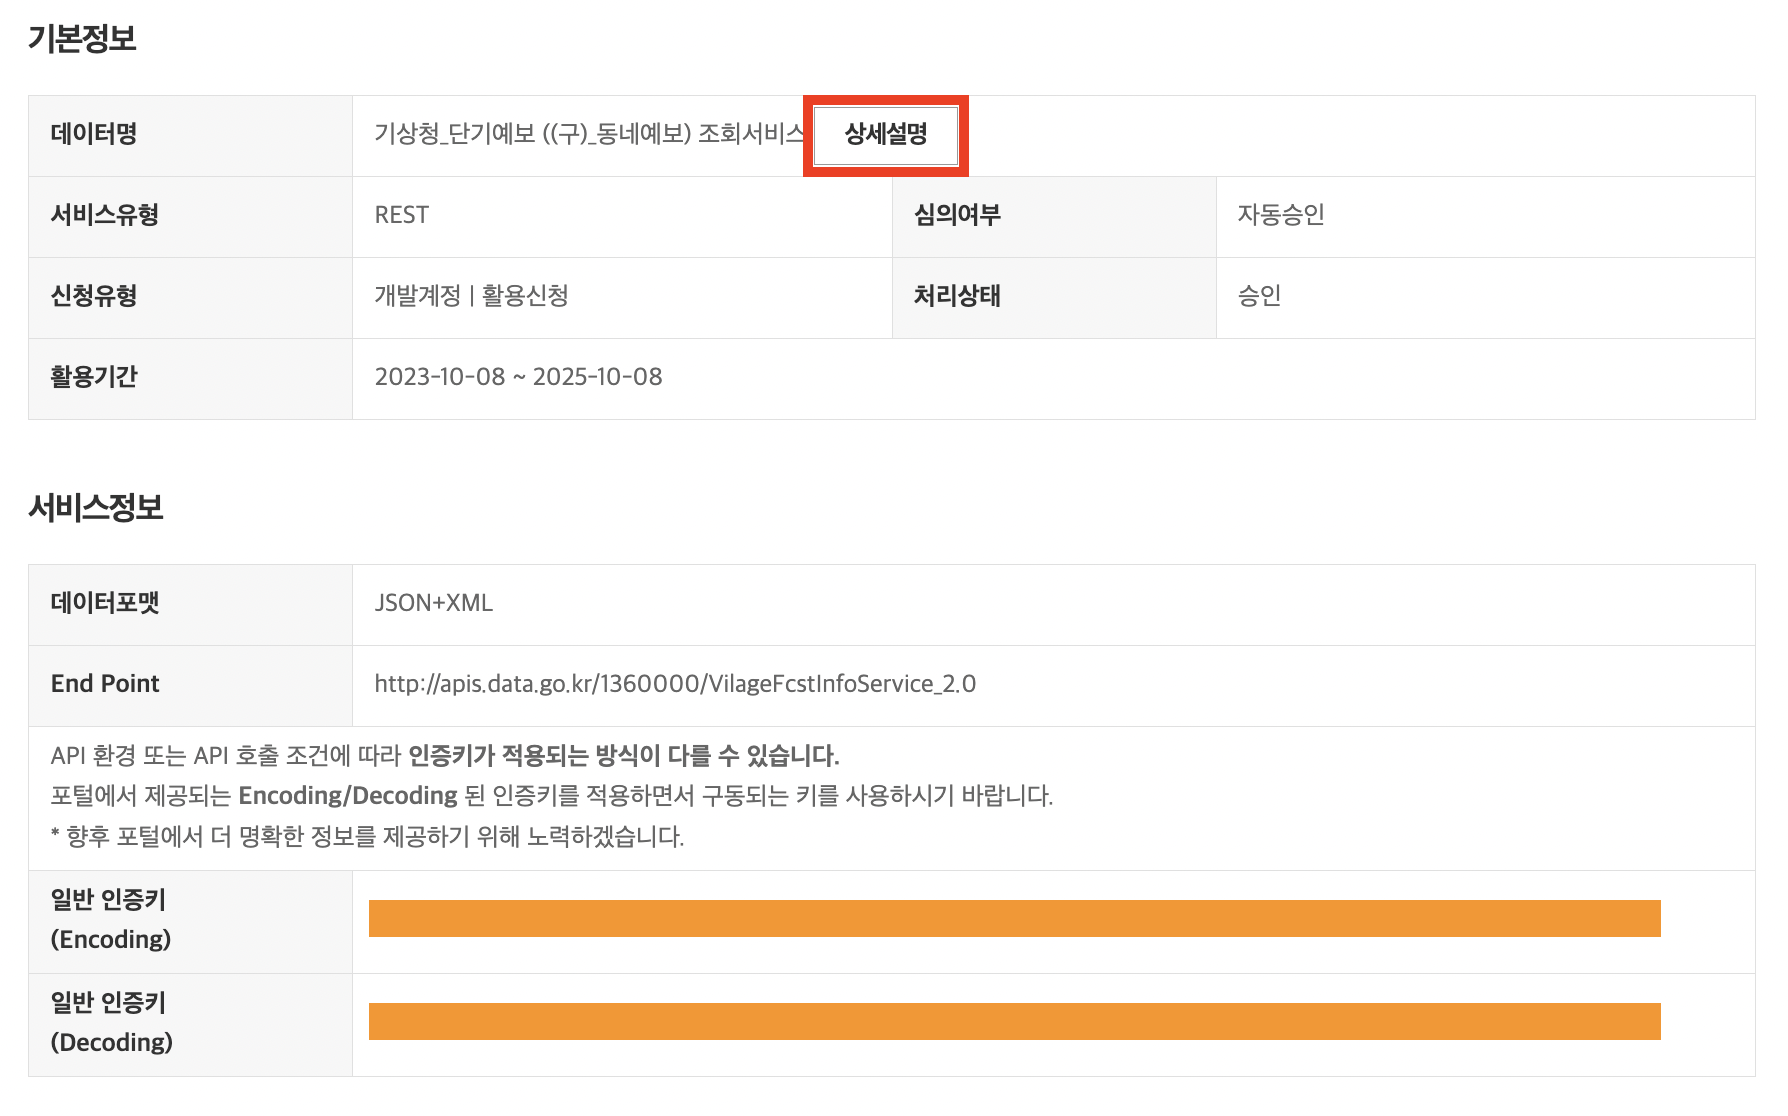 기본정보
데이터명 기상청_단기예보 ((구)_동네예보) 조회서비스 상세설명
서비스유형 REST 심의여부 자동승인
신청유형 개발계정 | 활용신청 처리상태 승인
활용기간 2023-10-08 ~ 2025-10-08
서비스정보
데이터포맷 JSON+XML
End Point http://apis.data.go.kr/1360000/VilageFcstInfoService_2.0
API 환경 또는 API 호출 조건에 따라 인증키가 적용되는 방식이 다를 수 있습니다.
포털에서 제공되는 Encoding/Decoding 된 인증키를 적용하면서 구동되는 키를 사용하시기 바랍니다.
* 향후 포털에서 더 명확한 정보를 제공하기 위해 노력하겠습니다.
일반 인증키
(Encoding)
일반 인증키
(Decoding)